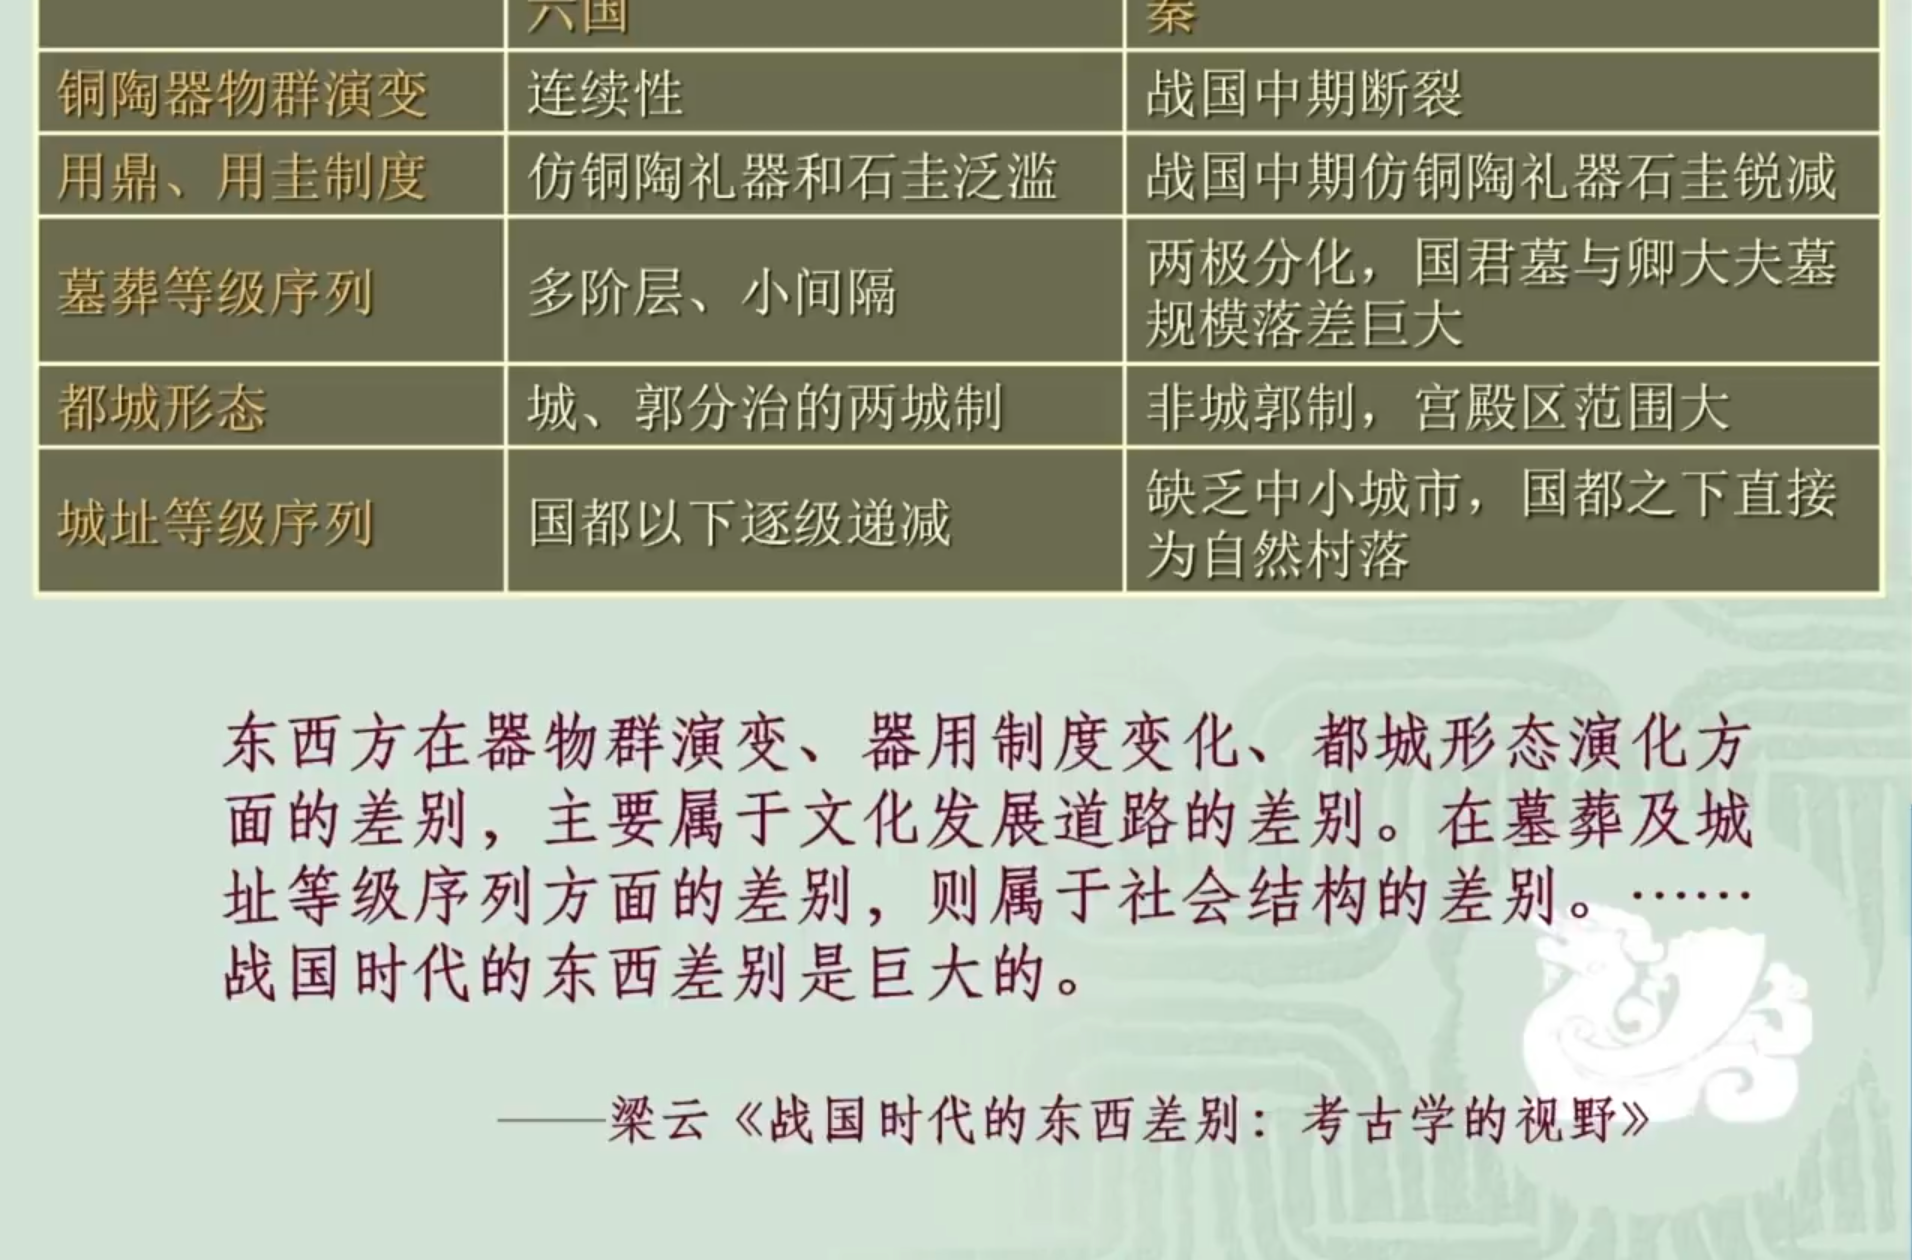 六国 秦
铜陶器物群演变 连续性 战国中期断裂
用鼎、用圭制度 仿铜陶礼器和石圭泛滥 战国中期仿铜陶礼器石圭锐减
墓葬等级序列 多阶层、小间隔 两极分化，国君墓与卿大夫墓
规模落差巨大
都城形态 城、郭分治的两城制 非城郭制，宫殿区范围大
城址等级序列 国都以下逐级递减 缺乏中小城市，国都之下直接
为自然村落
东西方在器物群演变、器用制度变化、都城形态演化方
面的差别，主要属于文化发展道路的差别。在墓葬及城
址等级序列方面的差别，则属于社会结构的差别。……
战国时代的东西差别是巨大的。
——梁云《战国时代的东西差别：考古学的视野》